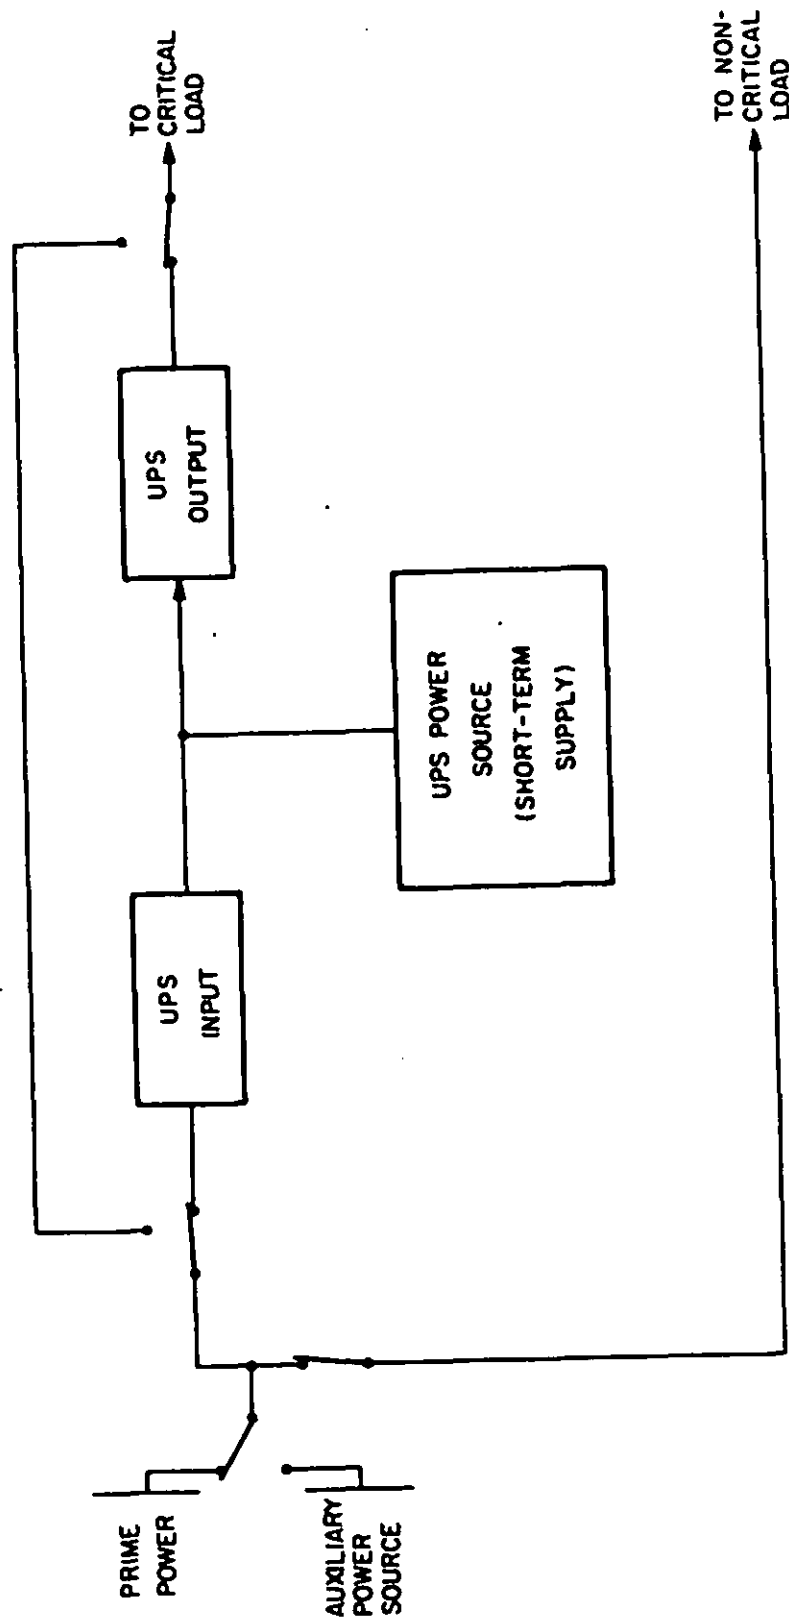 PRIME
POWER
AUXILIARY
POWER
SOURCE
UPS
INPUT
UPS POWER
SOURCE
(SHORT-TERM
SUPPLY)
UPS
OUTPUT
TO
CRITICAL
LOAD
TO NON-
CRITICAL
LOAD